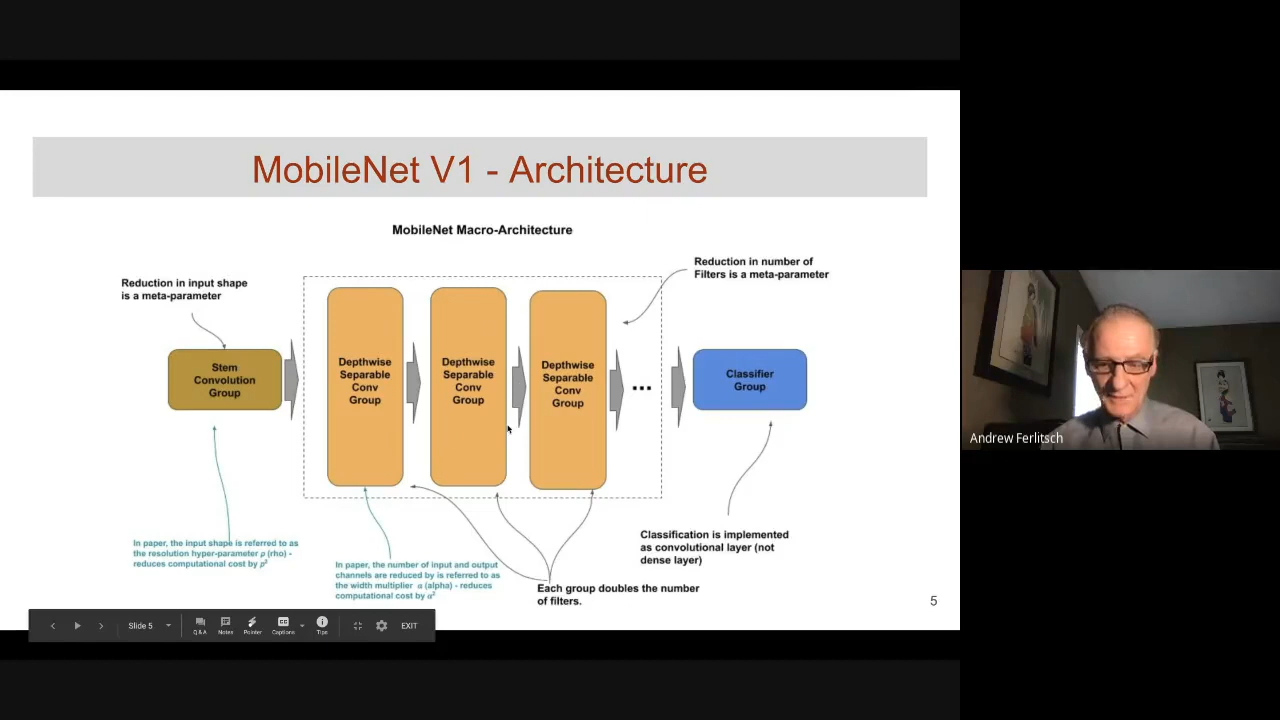 MobileNet V1 - Architecture
MobileNet Macro-Architecture
Reduction in input shape
is a meta-parameter
Reduction in number of
Filters is a meta-parameter
Stem
Convolution
Group
Depthwise
Separable
Conv
Group
Depthwise
Separable
Conv
Group
Depthwise
Separable
Conv
Group
...
Classifier
Group
In paper, the input shape is referred to as
the resolution hyper-parameter ρ (rho) -
reduces computational cost by ρ²
In paper, the number of input and output
channels are reduced by is referred to as
the width multiplier α (alpha) - reduces
computational cost by α²
Each group doubles the number
of filters.
Classification is implemented
as convolutional layer (not
dense layer)
5
Slide 5
Q & A
Notes
Pointer
CC
Captions
Tips
EXIT
Andrew Ferlitsch